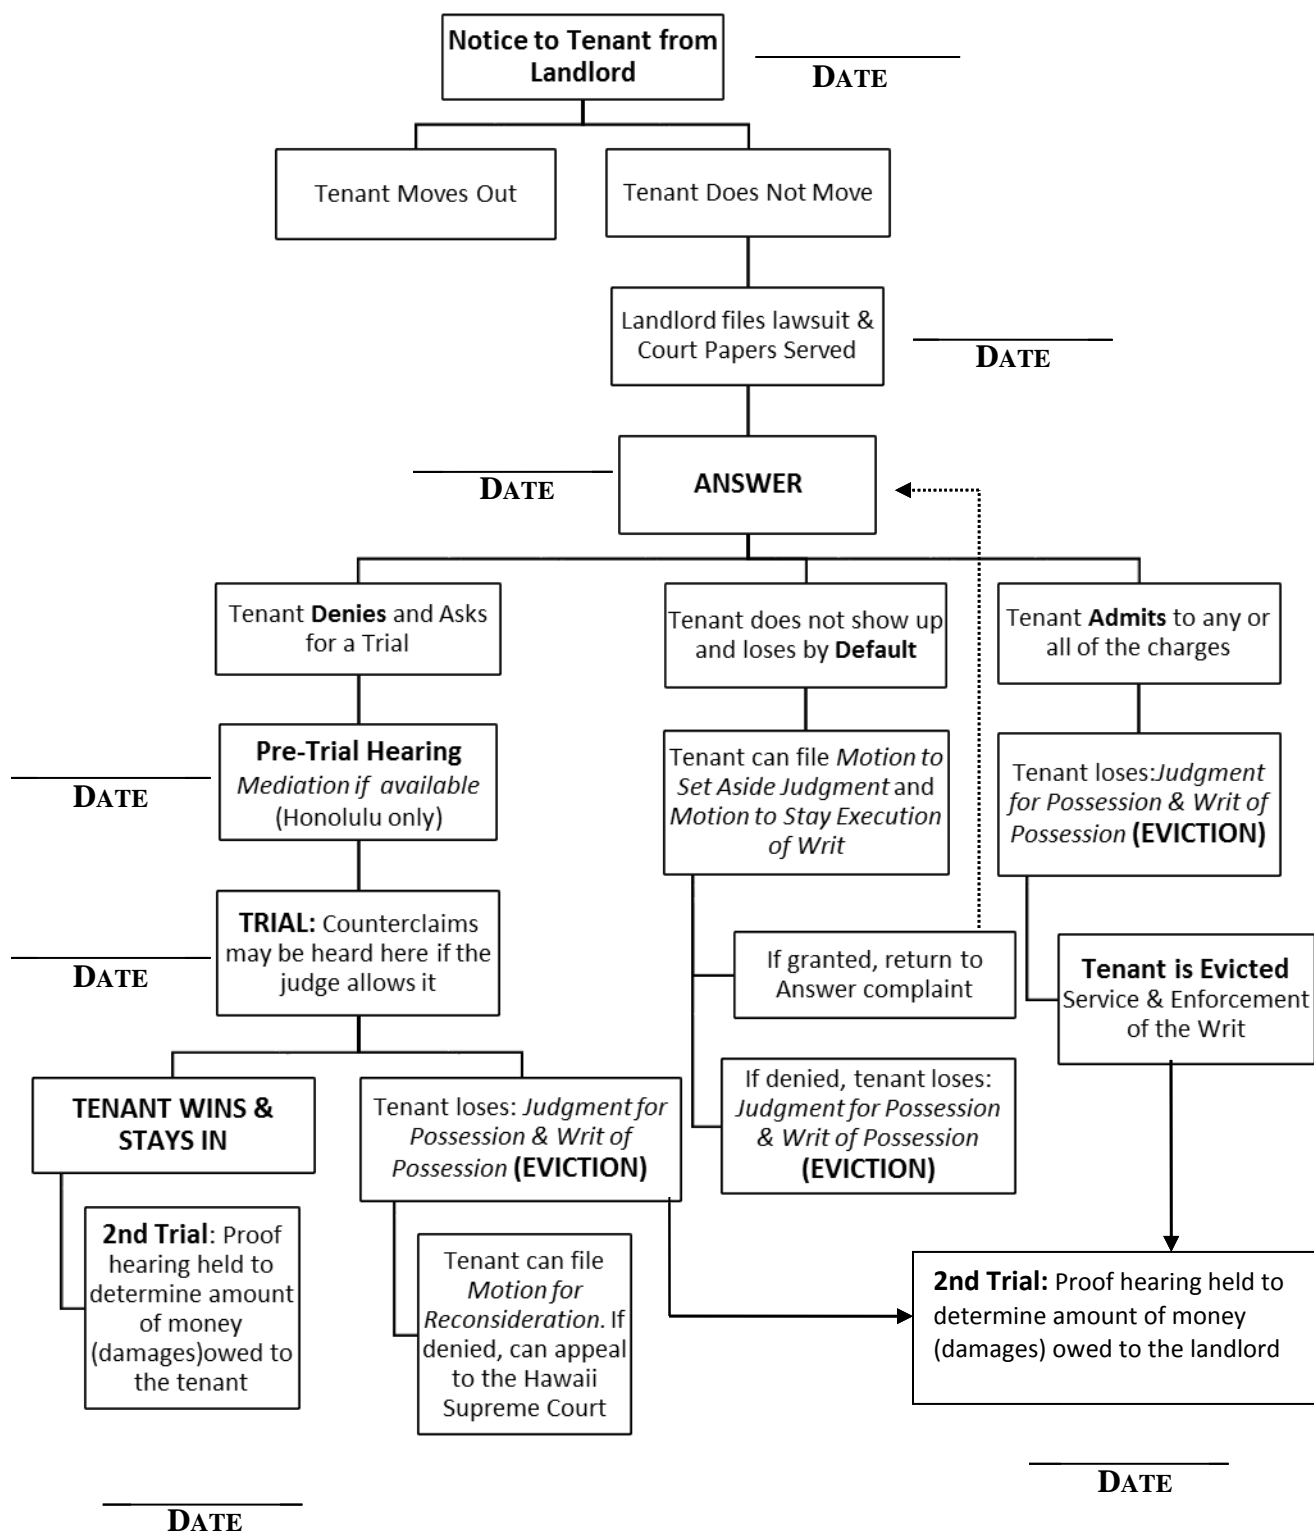 Notice to Tenant from
Landlord
DATE
Tenant Moves Out
Tenant Does Not Move
Landlord files lawsuit &
Court Papers Served
DATE
ANSWER
DATE
Tenant Denies and Asks
for a Trial
Tenant does not show up
and loses by Default
Tenant Admits to any or
all of the charges
Pre-Trial Hearing
Mediation if available
(Honolulu only)
DATE
Tenant can file Motion to
Set Aside Judgment and
Motion to Stay Execution
of Writ
Tenant loses:Judgment
for Possession & Writ of
Possession (EVICTION)
TRIAL: Counterclaims
may be heard here if the
judge allows it
DATE
If granted, return to
Answer complaint
Tenant is Evicted
Service & Enforcement
of the Writ
TENANT WINS &
STAYS IN
Tenant loses: Judgment for
Possession & Writ of
Possession (EVICTION)
If denied, tenant loses:
Judgment for Possession
& Writ of Possession
(EVICTION)
2nd Trial: Proof
hearing held to
determine amount
of money
(damages)owed to
the tenant
Tenant can file
Motion for
Reconsideration. If
denied, can appeal
to the Hawaii
Supreme Court
2nd Trial: Proof hearing held to
determine amount of money
(damages) owed to the landlord
DATE
DATE